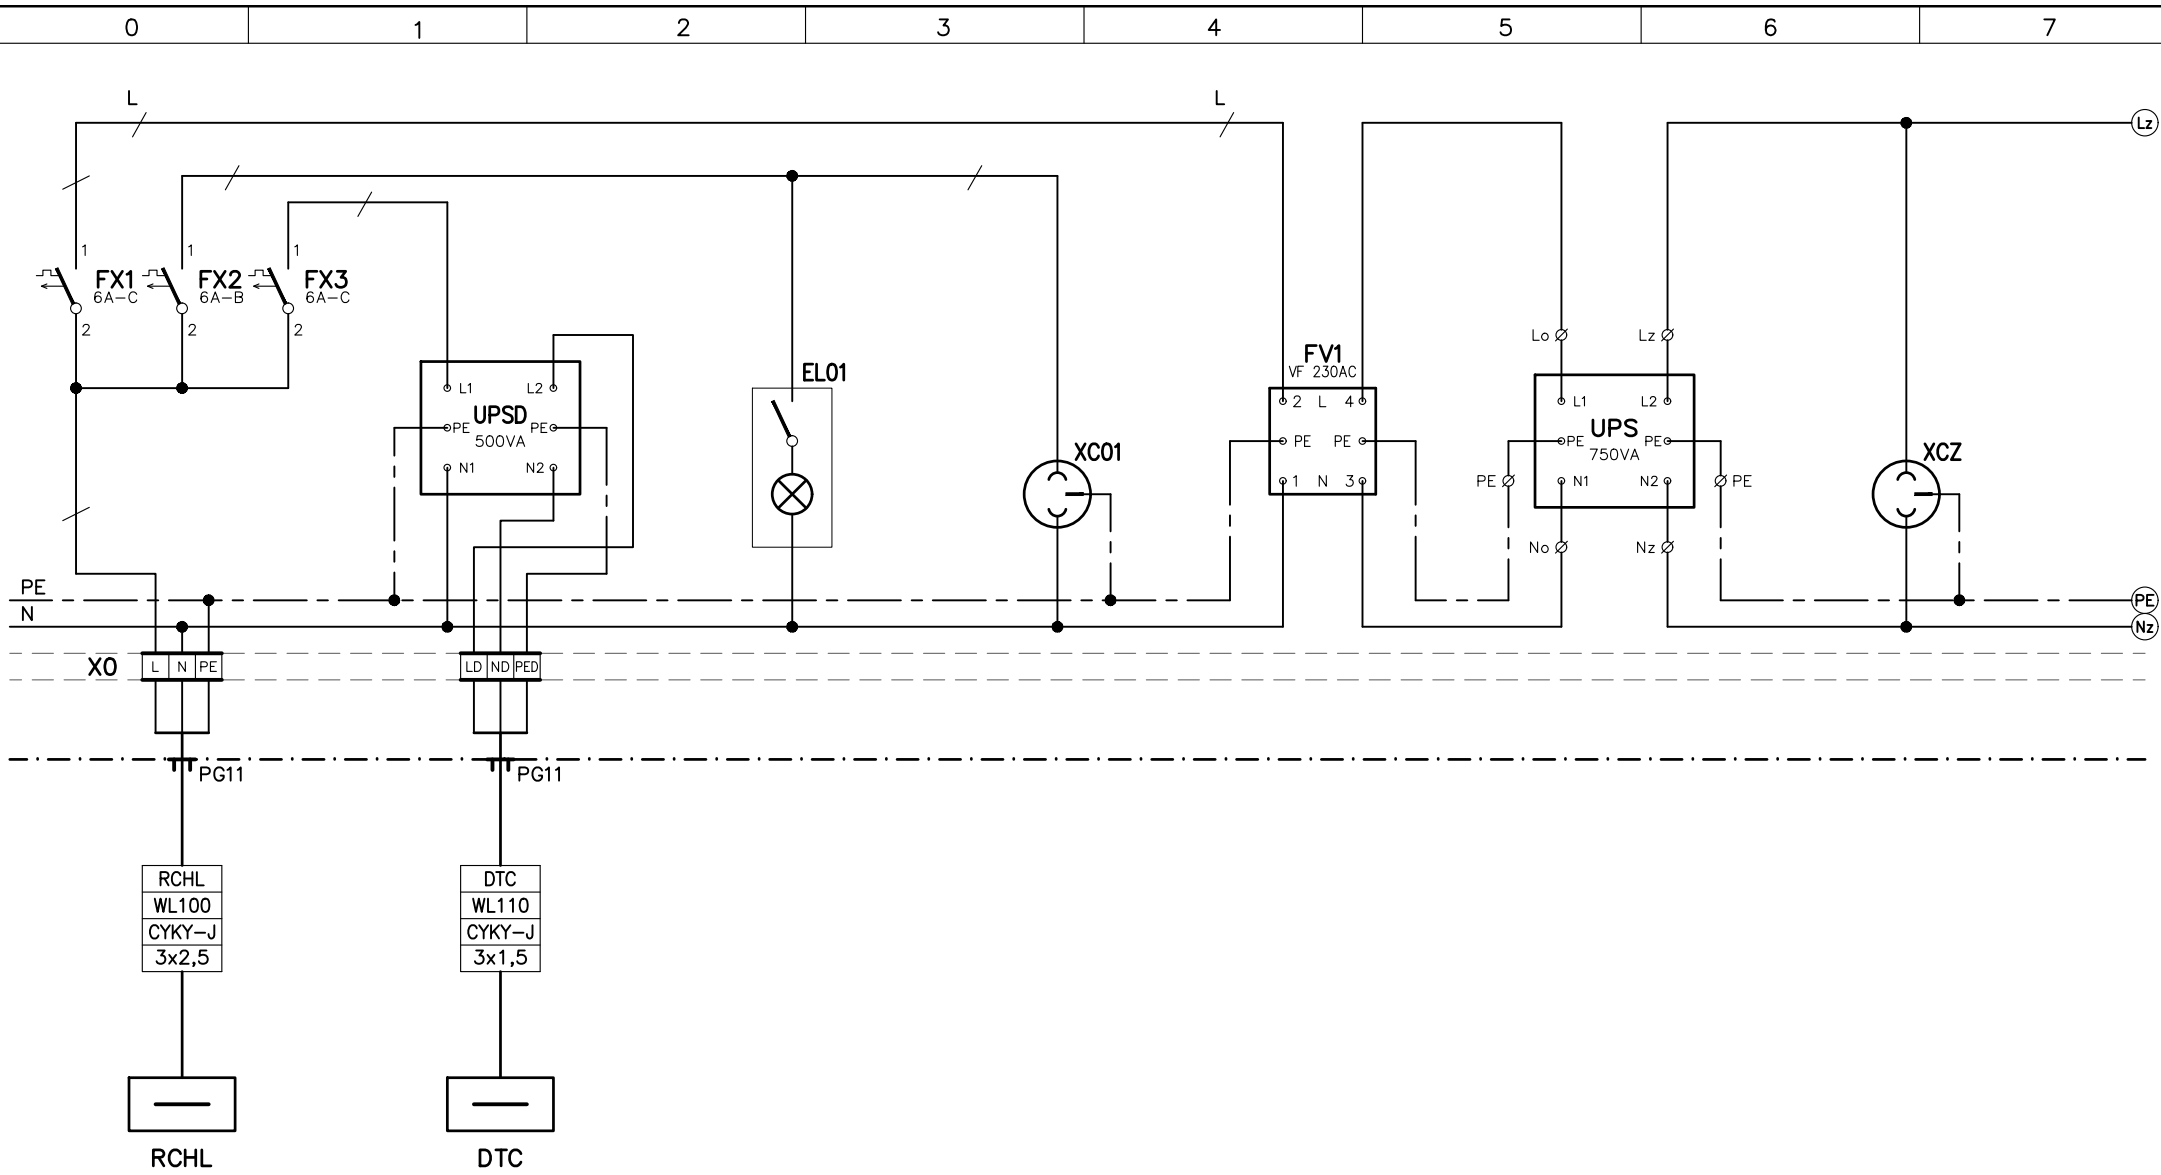 0 1 2 3 4 5 6 7
L L Lz
1 1 1
FX1 FX2 FX3
6A-C 6A-B 6A-C
2 2 2
Lo Lz
FV1
VF 230AC
EL01
L1 L2
UPSD
PE PE
500VA
N1 N2
2 L 4
PE PE
1 N 3
L1 L2
UPS
PE PE
750VA
N1 N2
XC01 XCZ
PE PE
No Nz
PE PE
N Nz
X0 L N PE LD ND PED
PG11 PG11
RCHL DTC
WL100 WL110
CYKY-J CYKY-J
3x2,5 3x1,5
RCHL DTC